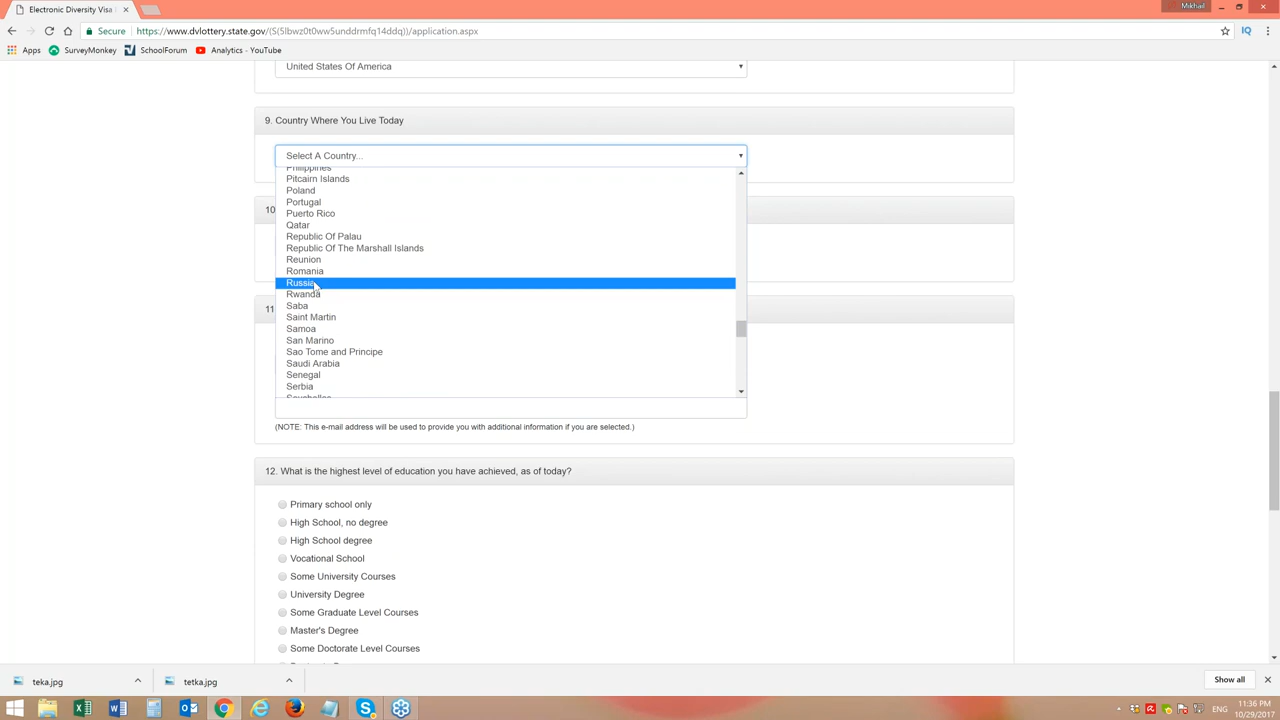 Electronic Diversity Visa
Mikhail
Secure
https://www.dvlottery.state.gov/(S(5lbwz0t0ww5unddrmfq14ddq))/application.aspx
Apps
SurveyMonkey
SchoolForum
Analytics - YouTube
United States Of America
9. Country Where You Live Today
Select A Country...
Philippines
Pitcairn Islands
Poland
Portugal
Puerto Rico
10
Qatar
Republic Of Palau
Republic Of The Marshall Islands
Reunion
Romania
Russia
Rwanda
Saba
11
Saint Martin
Samoa
San Marino
Sao Tome and Principe
Saudi Arabia
Senegal
Serbia
Seychelles
(NOTE: This e-mail address will be used to provide you with additional information if you are selected.)
12. What is the highest level of education you have achieved, as of today?
Primary school only
High School, no degree
High School degree
Vocational School
Some University Courses
University Degree
Some Graduate Level Courses
Master's Degree
Some Doctorate Level Courses
teka.jpg
tetka.jpg
Show all
ENG
11:36 PM
10/29/2017